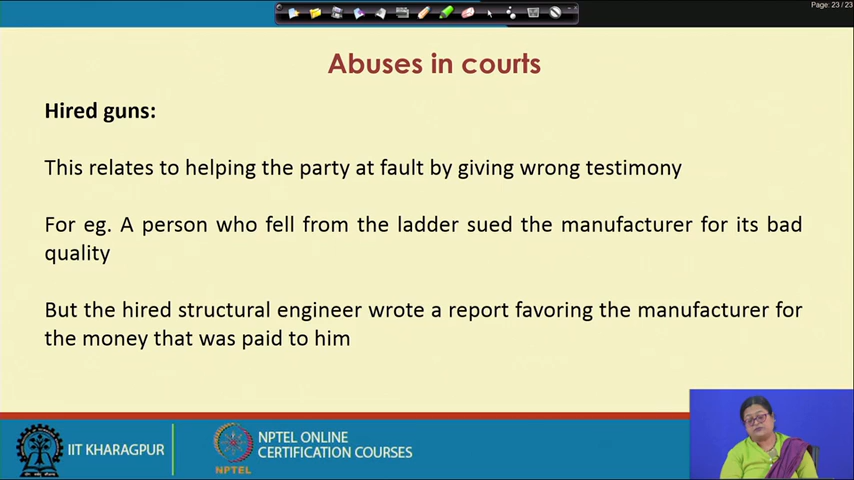 Page: 23 / 23
Abuses in courts
Hired guns:
This relates to helping the party at fault by giving wrong testimony
For eg. A person who fell from the ladder sued the manufacturer for its bad
quality
But the hired structural engineer wrote a report favoring the manufacturer for
the money that was paid to him
IIT KHARAGPUR
NPTEL
NPTEL ONLINE
CERTIFICATION COURSES